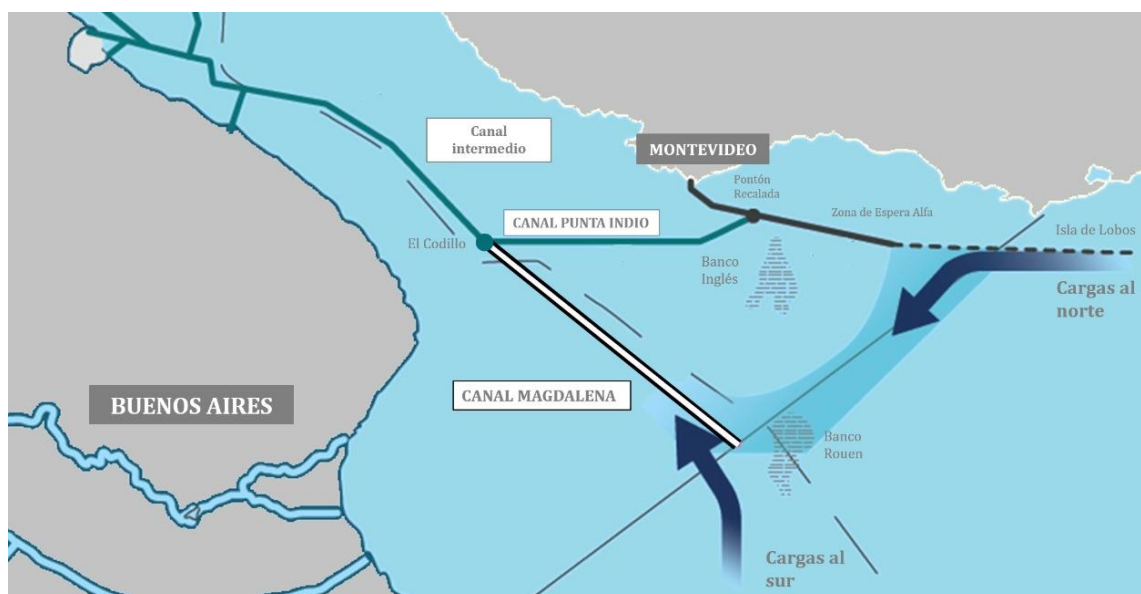 Canal
intermedio
MONTEVIDEO
Pontón
Recalada
Zona de Espera Alfa
CANAL PUNTA INDIO
Isla de Lobos
El Codillo
Banco
Inglés
Cargas al
norte
CANAL MAGDALENA
BUENOS AIRES
Banco
Rouen
Cargas al
sur